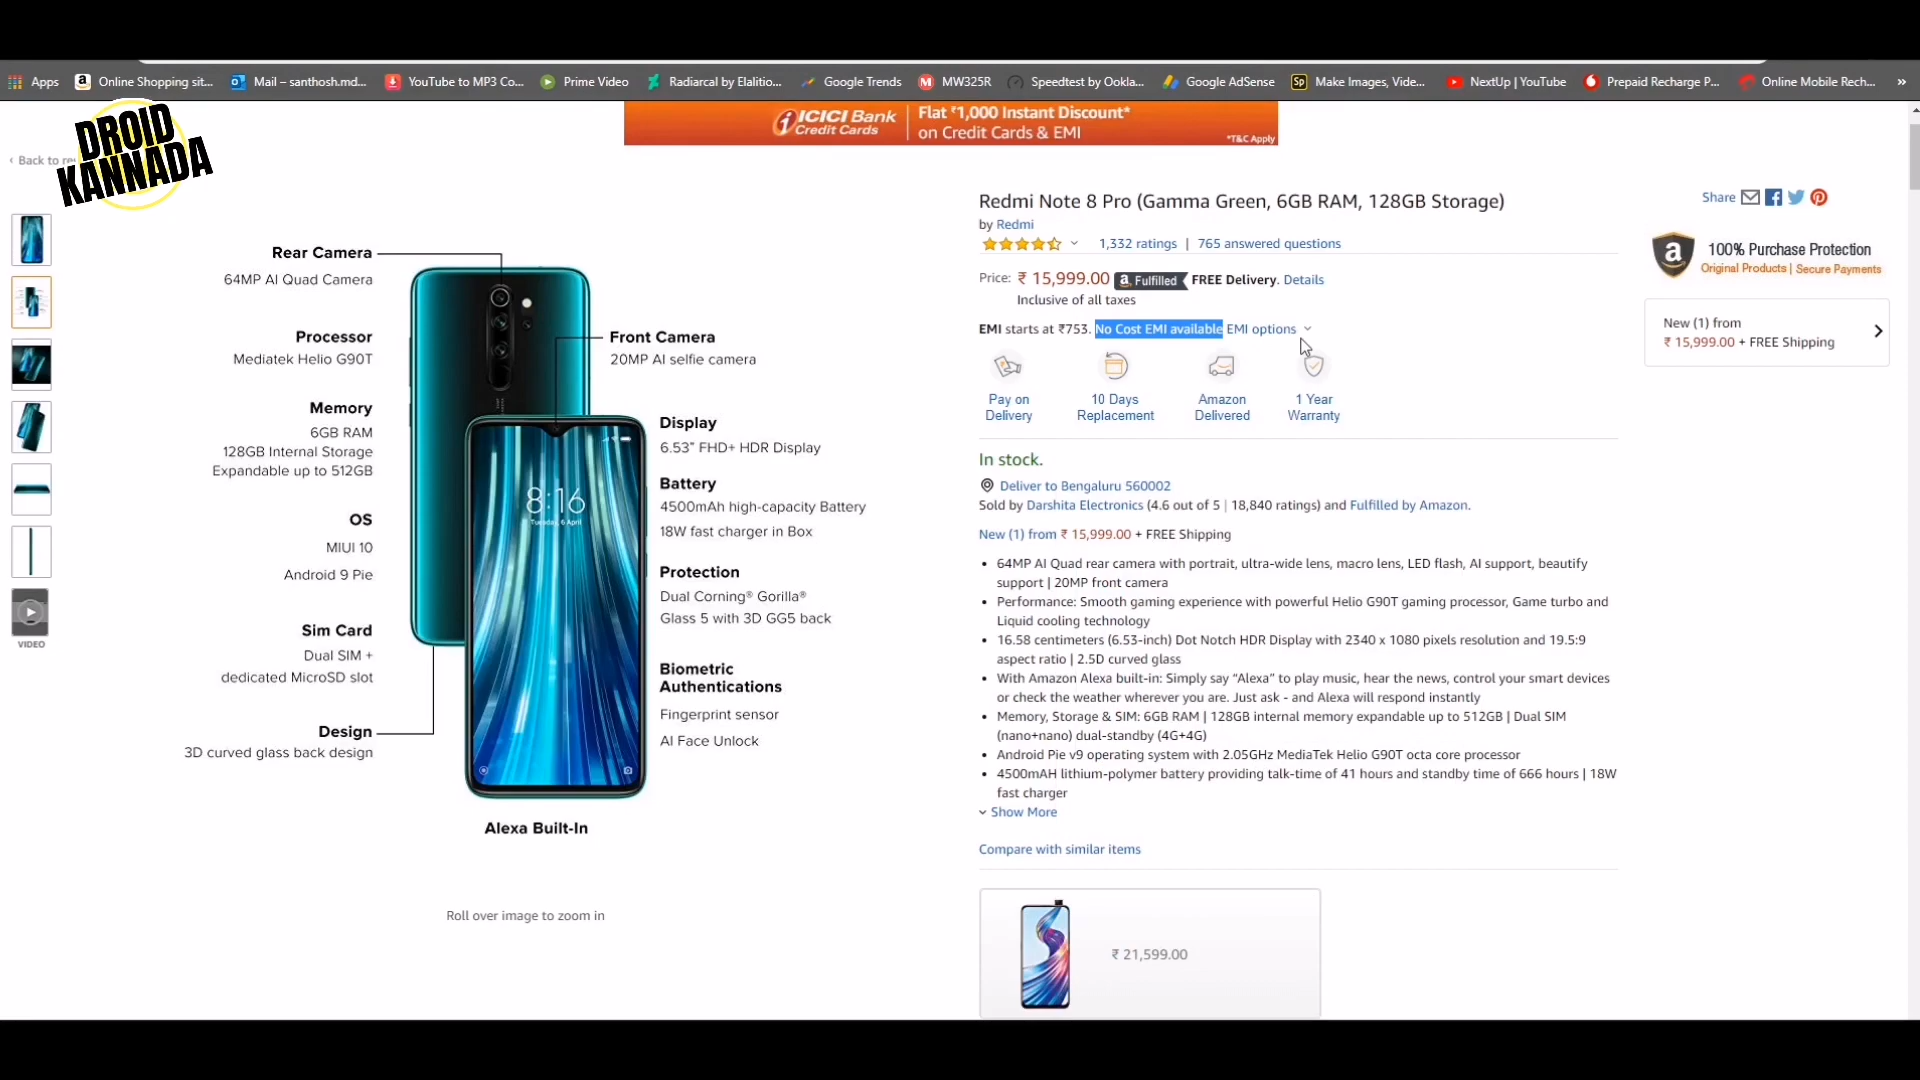 Apps
Online Shopping sit...
Mail – santhosh.md...
YouTube to MP3 Co...
Prime Video
Radiarcal by Elalitio...
Google Trends
MW325R
Speedtest by Ookla...
Google AdSense
Make Images, Vide...
NextUp | YouTube
Prepaid Recharge P...
Online Mobile Rech...
»
DROID
KANNADA
ICICI Bank
Credit Cards
Flat ₹1,000 Instant Discount*
on Credit Cards & EMI
*T&C Apply
‹ Back to re
VIDEO
Rear Camera
64MP AI Quad Camera
Processor
Mediatek Helio G90T
Memory
6GB RAM
128GB Internal Storage
Expandable up to 512GB
OS
MIUI 10
Android 9 Pie
Sim Card
Dual SIM +
dedicated MicroSD slot
Design
3D curved glass back design
Front Camera
20MP AI selfie camera
Display
6.53” FHD+ HDR Display
Battery
4500mAh high-capacity Battery
18W fast charger in Box
Protection
Dual Corning® Gorilla®
Glass 5 with 3D GG5 back
Biometric
Authentications
Fingerprint sensor
AI Face Unlock
8:16
Tuesday, 6 April
Alexa Built-In
Roll over image to zoom in
Redmi Note 8 Pro (Gamma Green, 6GB RAM, 128GB Storage)
by Redmi
1,332 ratings | 765 answered questions
Price: ₹ 15,999.00 a Fulfilled FREE Delivery. Details
Inclusive of all taxes
EMI starts at ₹753. No Cost EMI available EMI options
Pay on
Delivery
10 Days
Replacement
Amazon
Delivered
1 Year
Warranty
In stock.
Deliver to Bengaluru 560002
Sold by Darshita Electronics (4.6 out of 5 | 18,840 ratings) and Fulfilled by Amazon.
New (1) from ₹ 15,999.00 + FREE Shipping
• 64MP AI Quad rear camera with portrait, ultra-wide lens, macro lens, LED flash, AI support, beautify
support | 20MP front camera
• Performance: Smooth gaming experience with powerful Helio G90T gaming processor, Game turbo and
Liquid cooling technology
• 16.58 centimeters (6.53-inch) Dot Notch HDR Display with 2340 x 1080 pixels resolution and 19.5:9
aspect ratio | 2.5D curved glass
• With Amazon Alexa built-in: Simply say “Alexa” to play music, hear the news, control your smart devices
or check the weather wherever you are. Just ask - and Alexa will respond instantly
• Memory, Storage & SIM: 6GB RAM | 128GB internal memory expandable up to 512GB | Dual SIM
(nano+nano) dual-standby (4G+4G)
• Android Pie v9 operating system with 2.05GHz MediaTek Helio G90T octa core processor
• 4500mAH lithium-polymer battery providing talk-time of 41 hours and standby time of 666 hours | 18W
fast charger
Show More
Compare with similar items
₹ 21,599.00
Share
a
100% Purchase Protection
Original Products | Secure Payments
New (1) from
₹ 15,999.00 + FREE Shipping